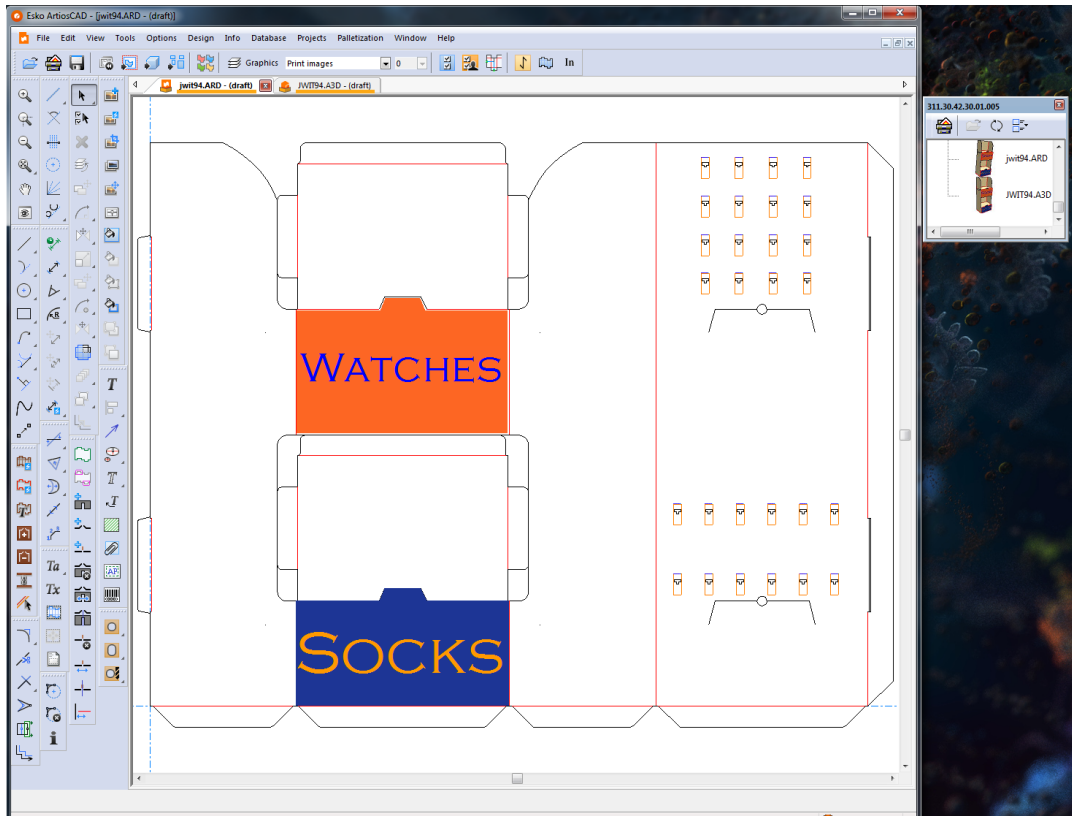 Esko ArtiosCAD - [jwit94.ARD - (draft)]
File Edit View Tools Options Design Info Database Projects Palletization Window Help
Graphics Print images 0 In
jwit94.ARD - (draft) JWIT94.A3D - (draft)
311.30.42.30.01.005
jwit94.ARD
JWIT94.A3D
WATCHES
SOCKS
R
T
T
T
T
Ta
AP
Tx
i